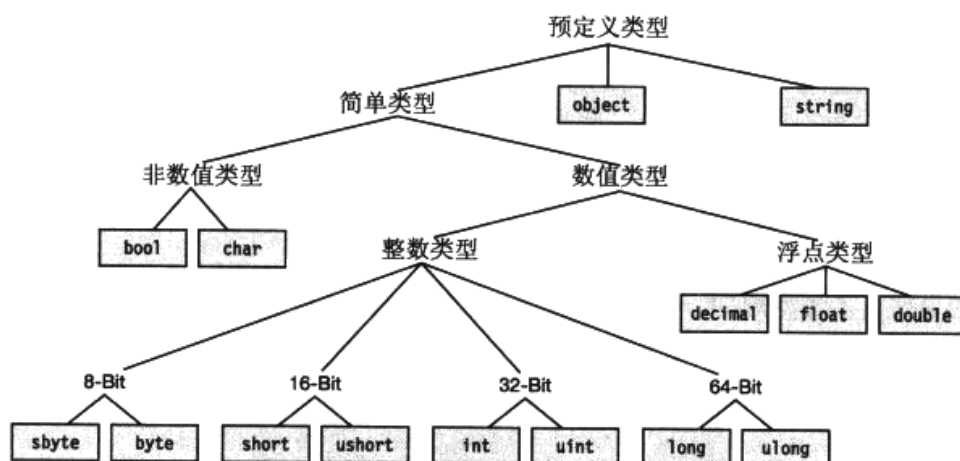 预定义类型
简单类型
object
string
非数值类型
数值类型
bool
char
整数类型
浮点类型
decimal
float
double
8-Bit
16-Bit
32-Bit
64-Bit
sbyte
byte
short
ushort
int
uint
long
ulong